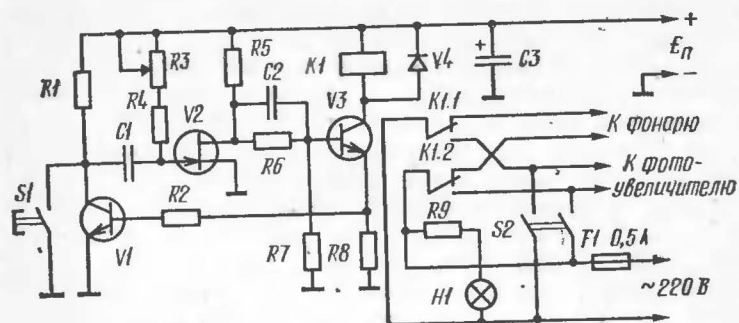 +
R3
R5
K1
Eп
C2
V4
+
C3
R1
R4
V2
V3
−
K1.1
C1
К фонарю
R6
K1.2
К фото-
увеличителю
S1
R2
R9
S2
F1 0,5 А
V1
R7
R8
~220 В
H1